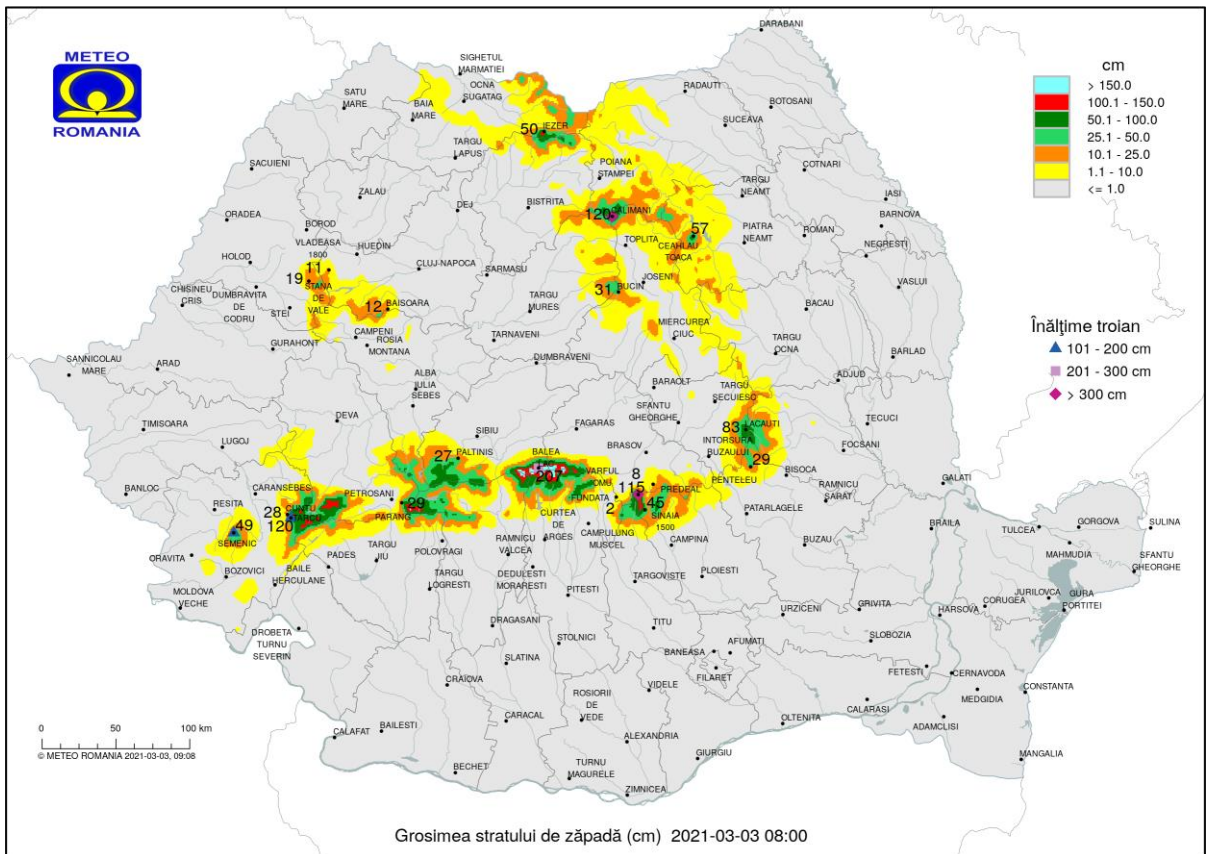 METEO
ROMANIA
cm
> 150.0
100.1 - 150.0
50.1 - 100.0
25.1 - 50.0
10.1 - 25.0
1.1 - 10.0
<= 1.0
Înălţime troian
101 - 200 cm
201 - 300 cm
> 300 cm
DARABANI
SIGHETUL
MARMATIEI
OCNA
SUGATAG
SATU
MARE
BAIA
MARE
RADAUTI
BOTOSANI
SUCEAVA
50
IEZER
TARGU
LAPUS
POIANA
STAMPEI
COTNARI
SACUIENI
ZALAU
TARGU
NEAMT
IASI
BARNOVA
DEJ
BISTRITA
120
CALIMANI
ORADEA
BOROD
57
PIATRA
NEAMT
ROMAN
VLADEASA
1800
HUEDIN
TOPLITA
CEAHLAU
TOACA
NEGRESTI
HOLOD
11
19
CLUJ-NAPOCA
SARMASU
JOSENI
31
BUCIN
STANA
DE
VALE
CHISINEU
CRIS
DUMBRAVITA
DE
CODRU
STEI
12
BAISOARA
TARGU
MURES
BACAU
VASLUI
CAMPENI
ROSIA
MONTANA
GURAHONT
TARNAVENI
MIERCUREA
CIUC
TARGU
OCNA
BARLAD
SANNICOLAU
MARE
ARAD
DUMBRAVENI
ALBA
IULIA
SEBES
BARAOLT
TARGU
SECUIESC
ADJUD
SFANTU
GHEORGHE
TIMISOARA
DEVA
FAGARAS
83
LACAUTI
TECUCI
LUGOJ
SIBIU
27
PALTINIS
BALEA
207
BRASOV
INTORSURA
BUZAULUI
FOCSANI
29
PENTELEU
BISOCA
VARFUL
OMU
8
115
PREDEAL
FUNDATA
2
45
SINAIA
1500
GALATI
RAMNICU
SARAT
BANLOC
RESITA
CARANSEBES
PETROSANI
29
PARANG
CUNTU
28
TARCU
120
49
SEMENIC
PATARLAGELE
CURTEA
DE
ARGES
CAMPULUNG
MUSCEL
CAMPINA
BRAILA
TULCEA
GORGOVA
SULINA
MAHMUDIA
BUZAU
ORAVITA
BOZOVICI
BAILE
HERCULANE
PADES
TARGU
JIU
POLOVRAGI
RAMNICU
VALCEA
SFANTU
GHEORGHE
TARGU
LOGRESTI
DEDULESTI
MORARESTI
PITESTI
TARGOVISTE
PLOIESTI
MOLDOVA
VECHE
JURILOVCA
GURA
PORTITEI
CORUGEA
HARSOVA
URZICENI
GRIVITA
DROBETA
TURNU
SEVERIN
DRAGASANI
TITU
STOLNICI
SLOBOZIA
AFUMATI
BANEASA
FILARET
SLATINA
FETESTI
CERNAVODA
MEDGIDIA
CONSTANTA
CRAIOVA
ROSIORII
DE
VEDE
VIDELE
CALARASI
CARACAL
OLTENITA
ADAMCLISI
BAILESTI
CALAFAT
ALEXANDRIA
GIURGIU
MANGALIA
BECHET
TURNU
MAGURELE
ZIMNICEA
0 50 100 km
© METEO ROMANIA 2021-03-03, 09:08
Grosimea stratului de zăpadă (cm) 2021-03-03 08:00